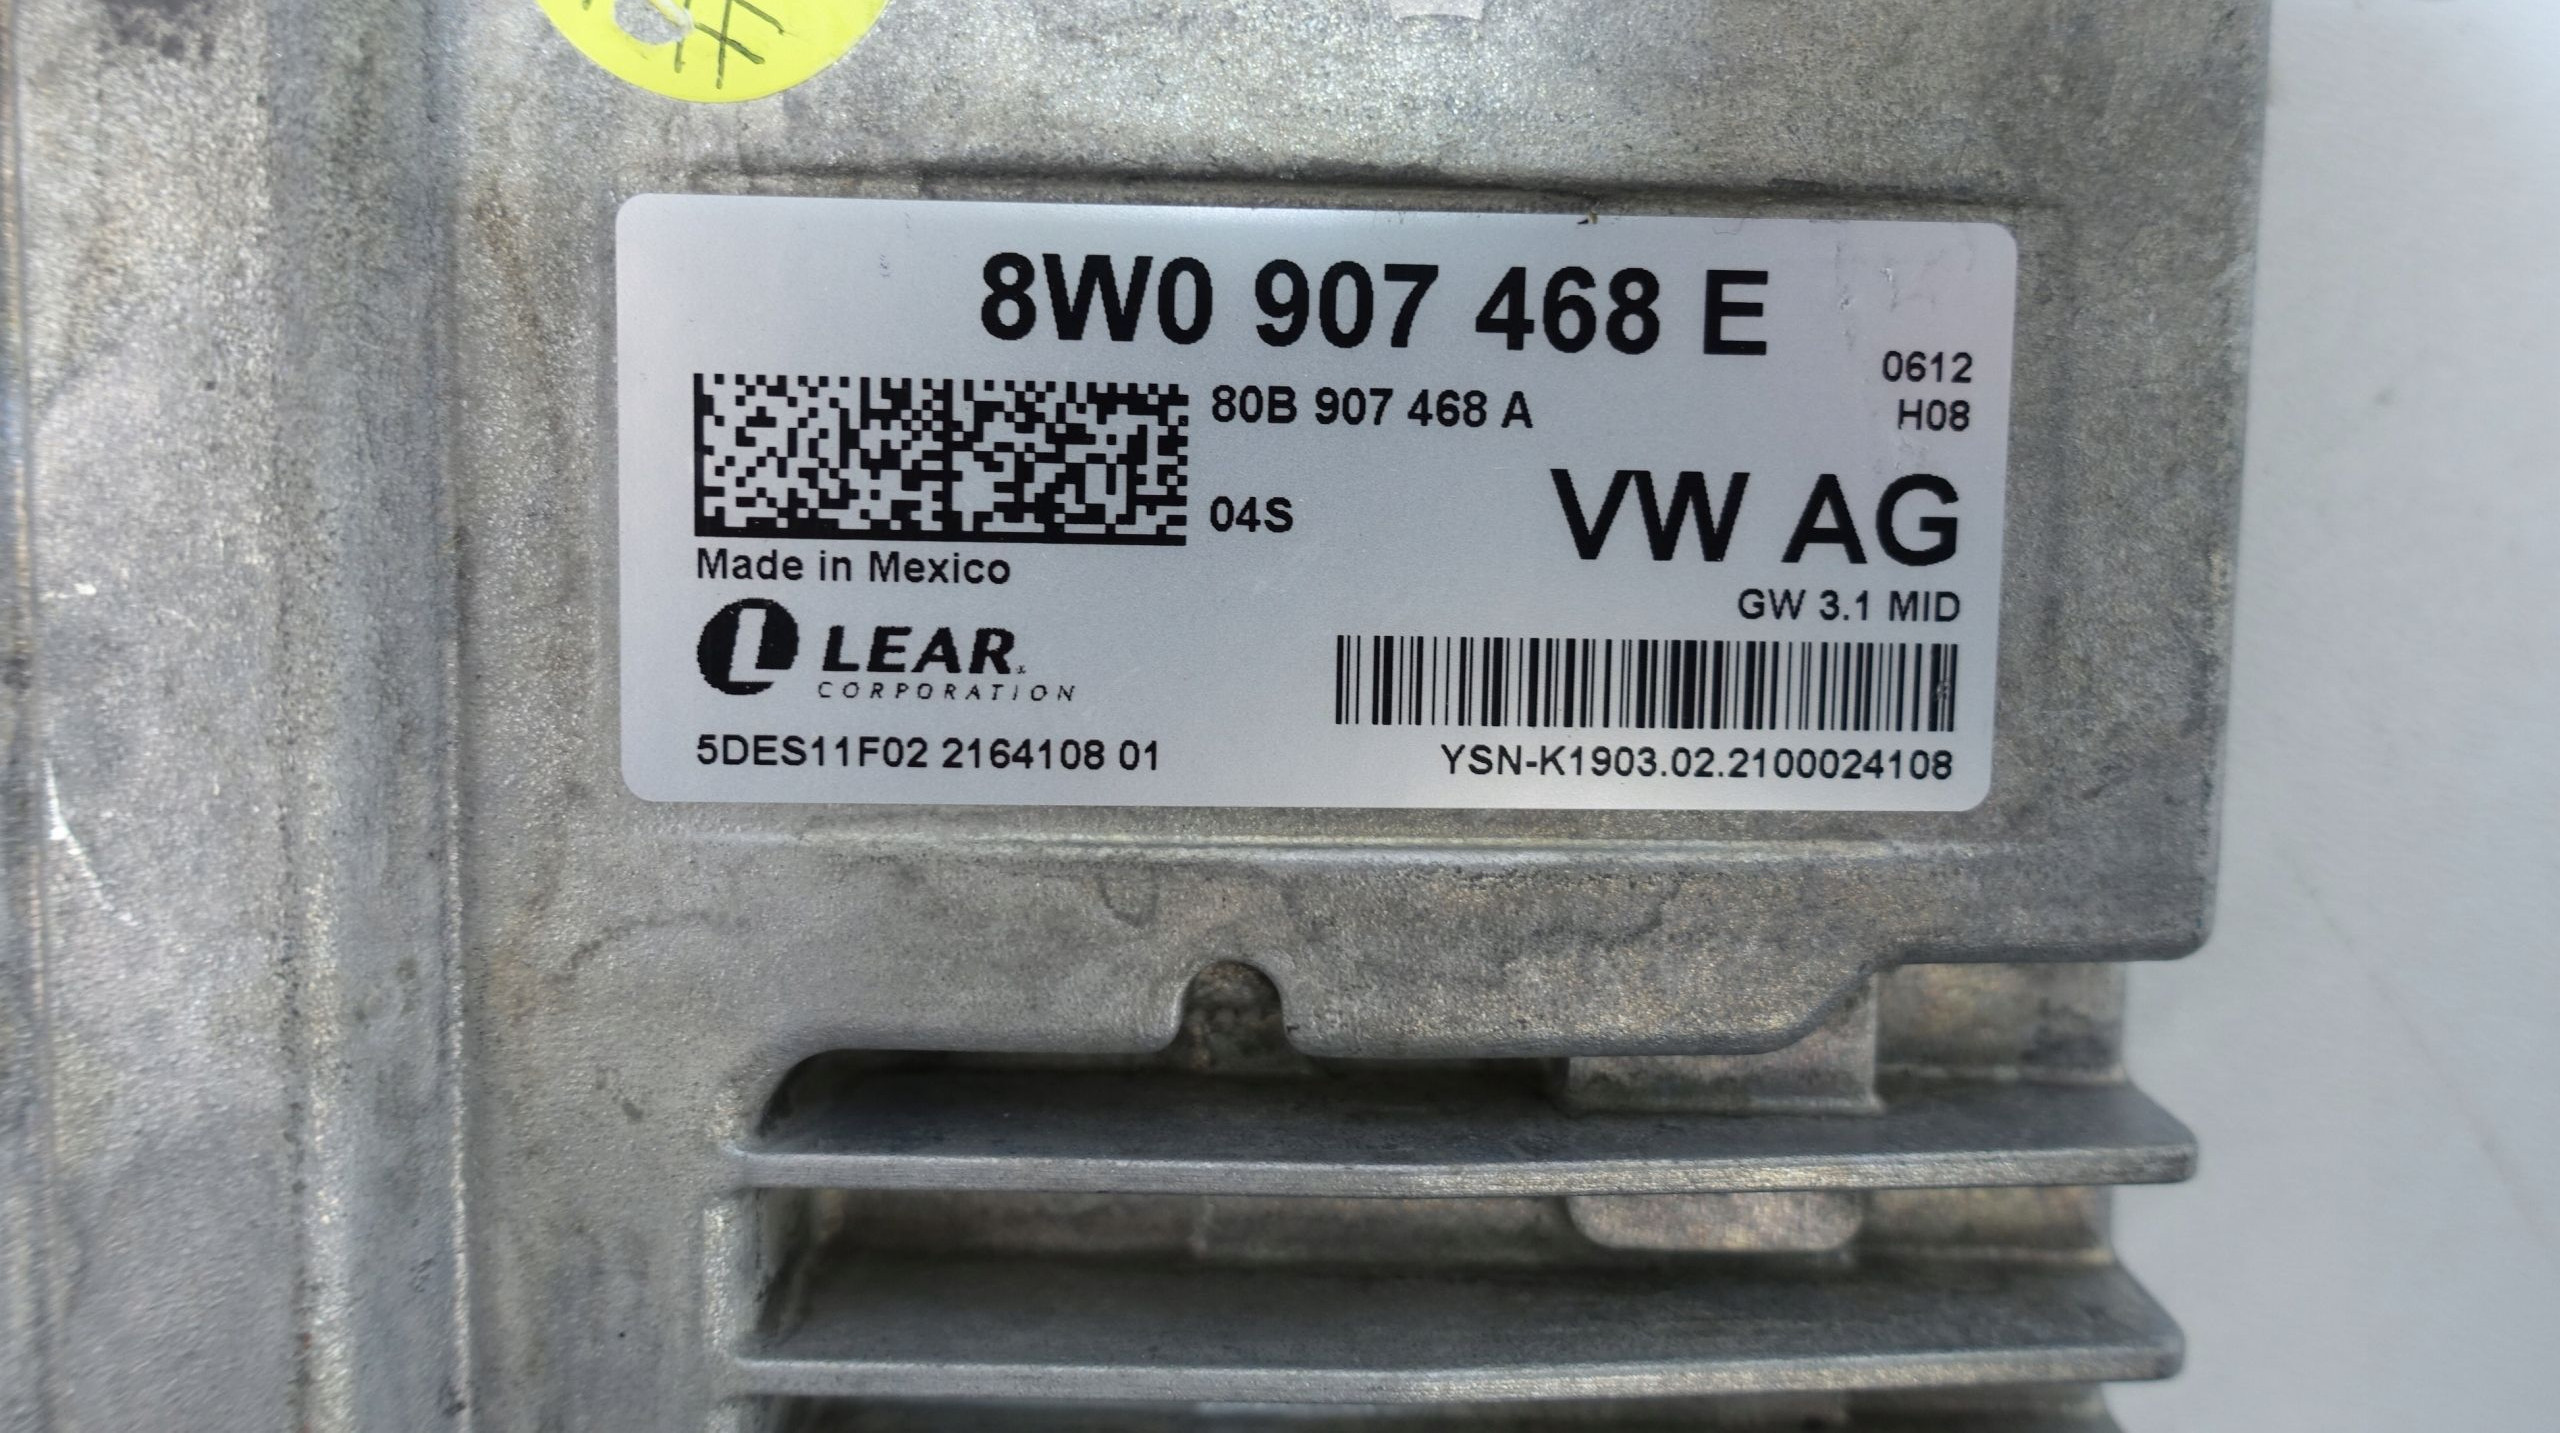 8W0 907 468 E
0612
80B 907 468 A
H08
04S
VW AG
Made in Mexico
GW 3.1 MID
LEAR
CORPORATION
5DES11F02 2164108 01
YSN-K1903.02.2100024108